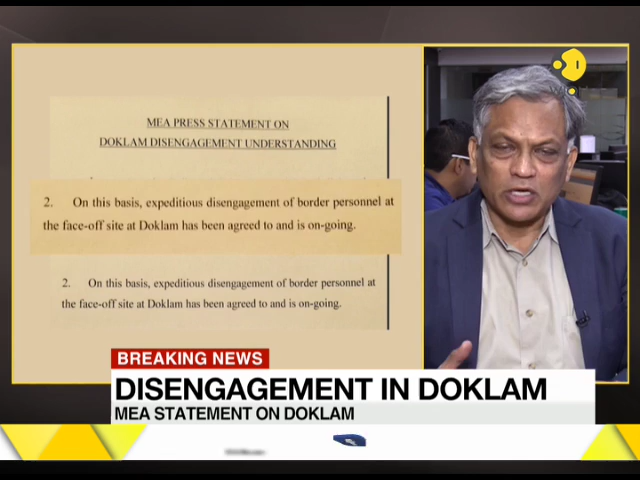 MEA PRESS STATEMENT ON
DOKLAM DISENGAGEMENT UNDERSTANDING
2. On this basis, expeditious disengagement of border personnel at
the face-off site at Doklam has been agreed to and is on-going.
2. On this basis, expeditious disengagement of border personnel at
the face-off site at Doklam has been agreed to and is on-going.
BREAKING NEWS
DISENGAGEMENT IN DOKLAM
MEA STATEMENT ON DOKLAM